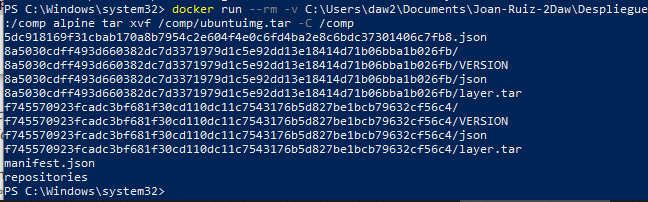 PS C:\Windows\system32> docker run --rm -v C:\Users\daw2\Documents\Joan-Ruiz-2Daw\Despliegue
:/comp alpine tar xvf /comp/ubuntuimg.tar -C /comp
5dc918169f31cbab170a8b7954c2e604f4e0c6fd4ba2e8c6bdc37301406c7fb8.json
8a5030cdff493d660382dc7d3371979d1c5e92dd13e18414d71b06bba1b026fb/
8a5030cdff493d660382dc7d3371979d1c5e92dd13e18414d71b06bba1b026fb/VERSION
8a5030cdff493d660382dc7d3371979d1c5e92dd13e18414d71b06bba1b026fb/json
8a5030cdff493d660382dc7d3371979d1c5e92dd13e18414d71b06bba1b026fb/layer.tar
f745570923fcadc3bf681f30cd110dc11c7543176b5d827be1bcb79632cf56c4/
f745570923fcadc3bf681f30cd110dc11c7543176b5d827be1bcb79632cf56c4/VERSION
f745570923fcadc3bf681f30cd110dc11c7543176b5d827be1bcb79632cf56c4/json
f745570923fcadc3bf681f30cd110dc11c7543176b5d827be1bcb79632cf56c4/layer.tar
manifest.json
repositories
PS C:\Windows\system32>